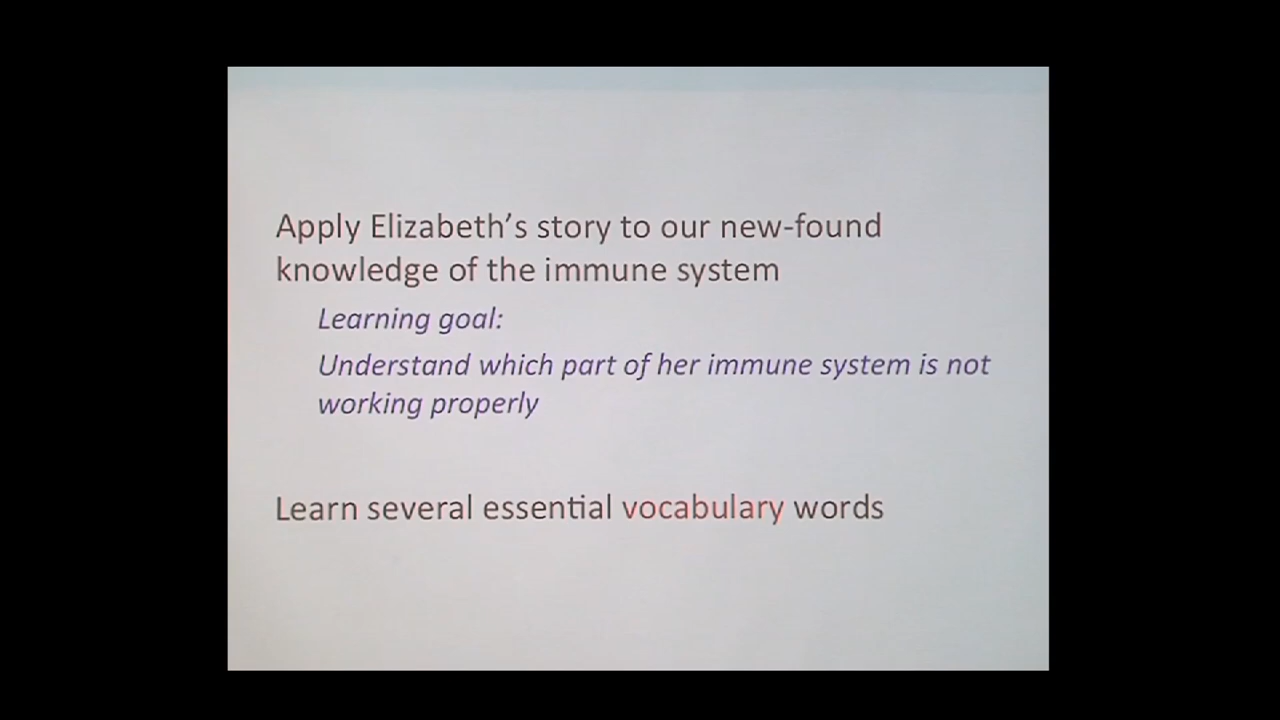 Apply Elizabeth’s story to our new-found
knowledge of the immune system
Learning goal:
Understand which part of her immune system is not
working properly
Learn several essential vocabulary words